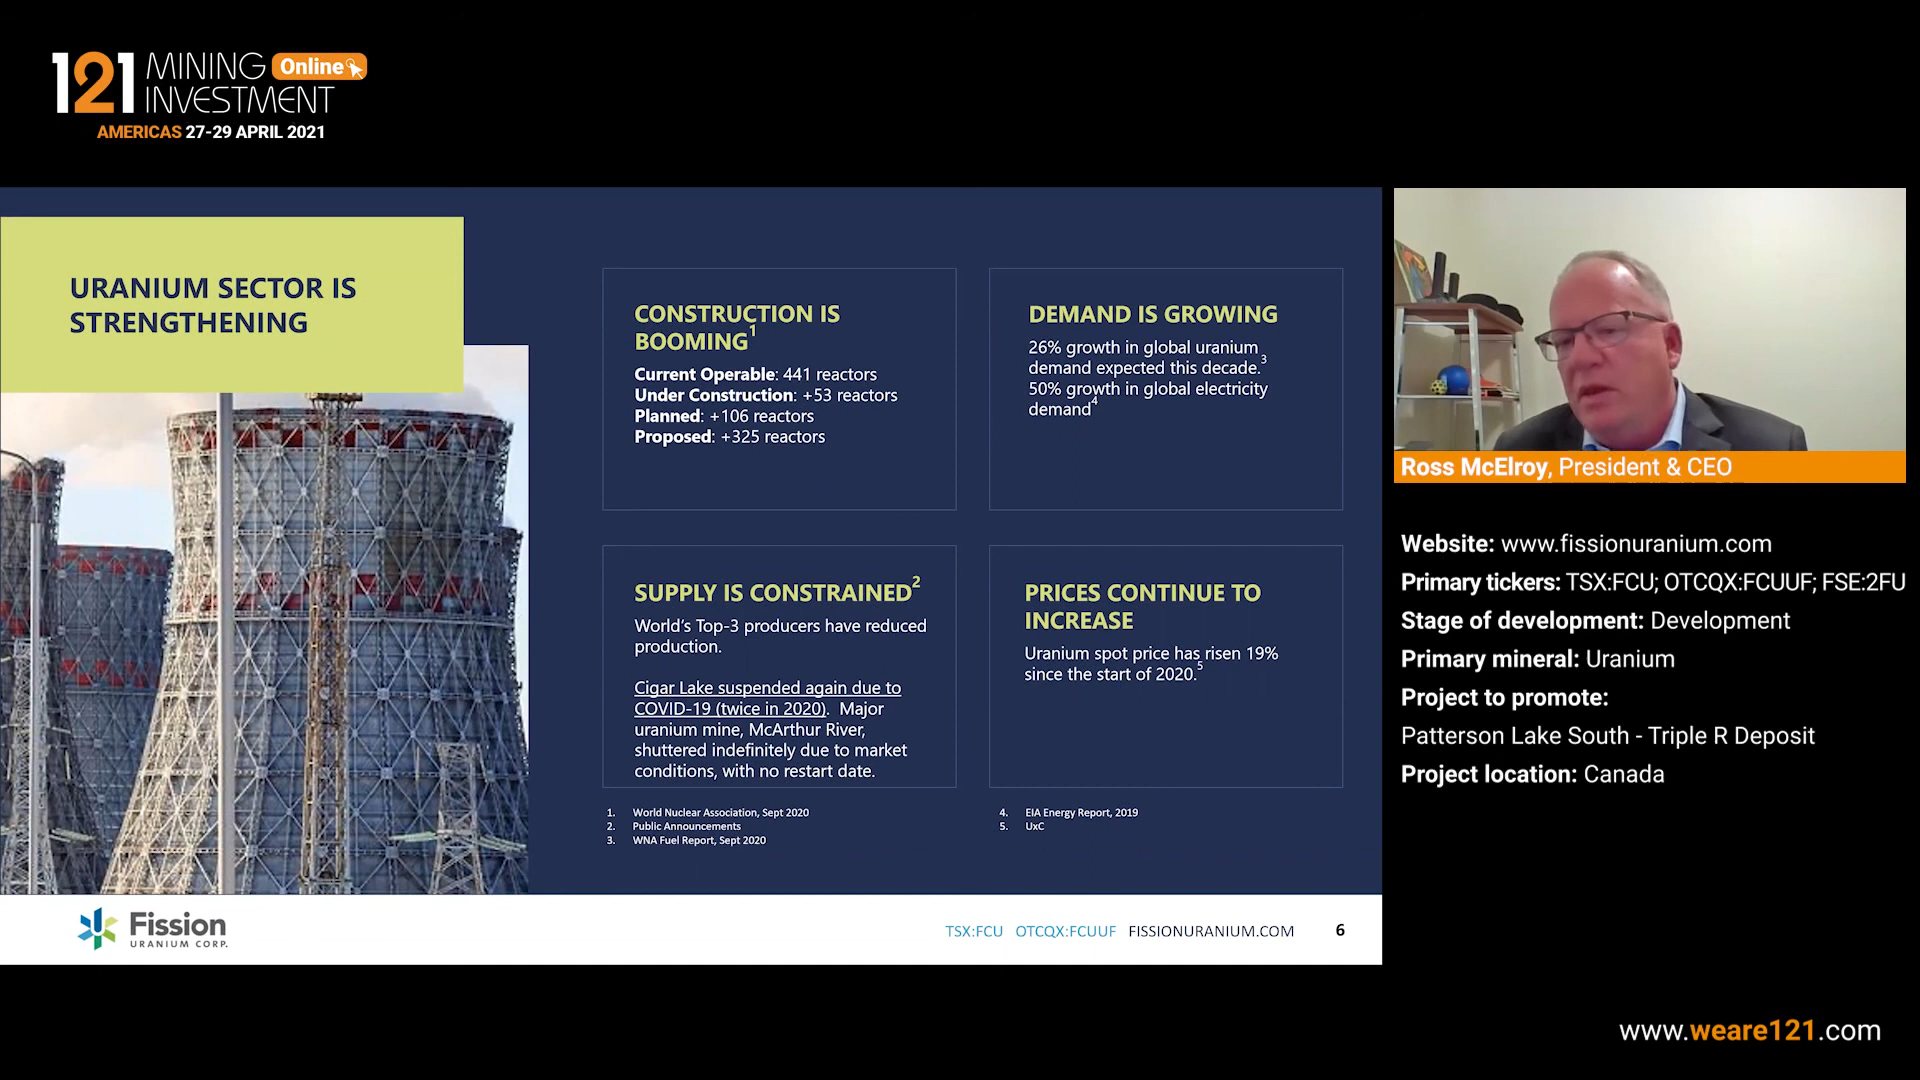 121 MINING Online
INVESTMENT
AMERICAS 27-29 APRIL 2021
URANIUM SECTOR IS
STRENGTHENING
CONSTRUCTION IS
BOOMING1
Current Operable: 441 reactors
Under Construction: +53 reactors
Planned: +106 reactors
Proposed: +325 reactors
DEMAND IS GROWING
26% growth in global uranium
demand expected this decade.3
50% growth in global electricity
demand4
SUPPLY IS CONSTRAINED2
World's Top-3 producers have reduced
production.
Cigar Lake suspended again due to
COVID-19 (twice in 2020). Major
uranium mine, McArthur River,
shuttered indefinitely due to market
conditions, with no restart date.
PRICES CONTINUE TO
INCREASE
Uranium spot price has risen 19%
since the start of 2020.5
1. World Nuclear Association, Sept 2020
2. Public Announcements
3. WNA Fuel Report, Sept 2020
4. EIA Energy Report, 2019
5. UxC
Fission
URANIUM CORP.
TSX:FCU OTCQX:FCUUF FISSIONURANIUM.COM 6
Ross McElroy, President & CEO
Website: www.fissionuranium.com
Primary tickers: TSX:FCU; OTCQX:FCUUF; FSE:2FU
Stage of development: Development
Primary mineral: Uranium
Project to promote:
Patterson Lake South - Triple R Deposit
Project location: Canada
www.weare121.com